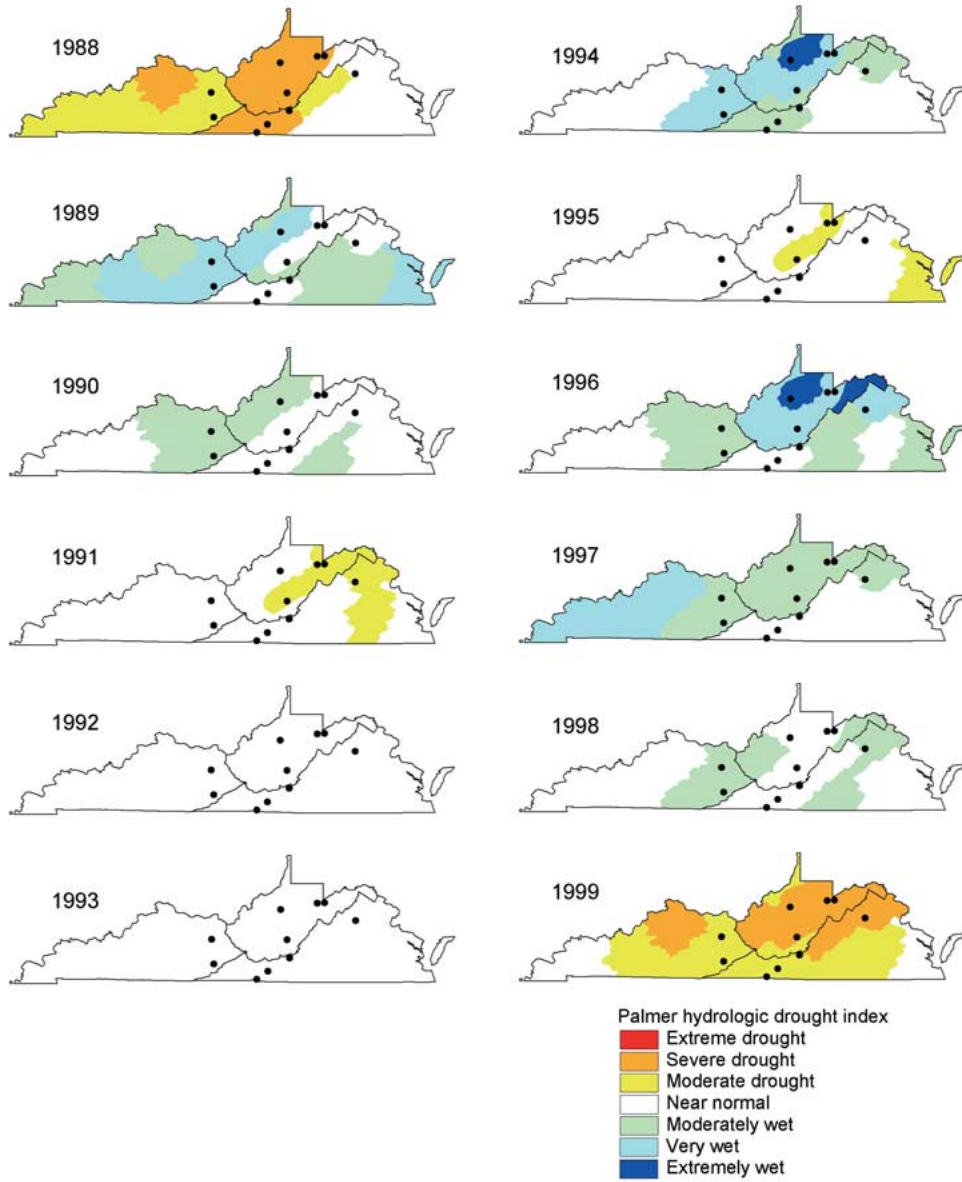 1988
1989
1990
1991
1992
1993
1994
1995
1996
1997
1998
1999
Palmer hydrologic drought index
Extreme drought
Severe drought
Moderate drought
Near normal
Moderately wet
Very wet
Extremely wet